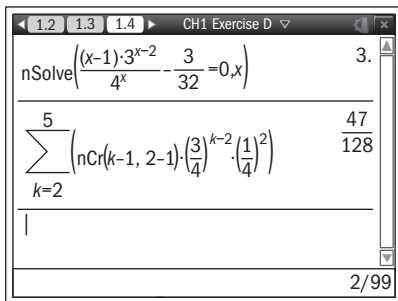 1.2 1.3 1.4 CH1 Exercise D
nSolve((x–1)·3^(x–2)/4^x – 3/32 =0,x) 3.
5
∑ (nCr(k–1, 2–1)·(3/4)^(k–2)·(1/4)^2) 47/128
k=2
2/99